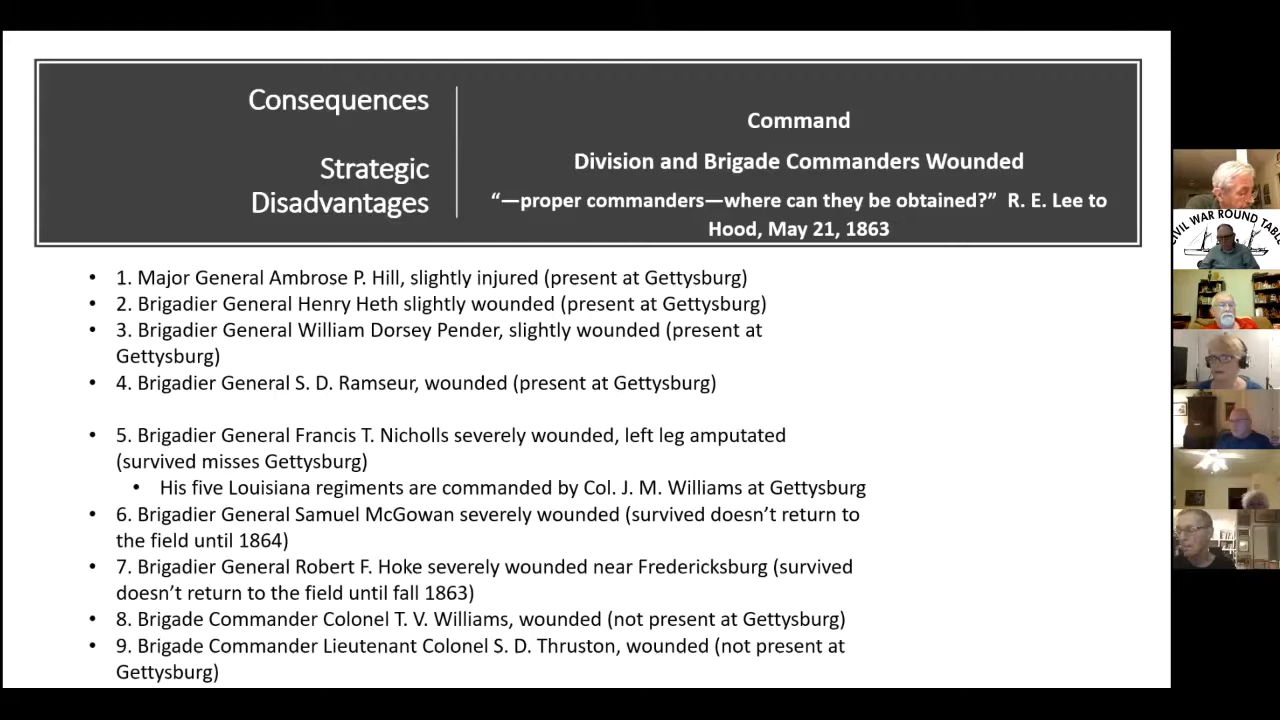 Consequences
Strategic
Disadvantages
Command
Division and Brigade Commanders Wounded
“—proper commanders—where can they be obtained?” R. E. Lee to
Hood, May 21, 1863
• 1. Major General Ambrose P. Hill, slightly injured (present at Gettysburg)
• 2. Brigadier General Henry Heth slightly wounded (present at Gettysburg)
• 3. Brigadier General William Dorsey Pender, slightly wounded (present at
Gettysburg)
• 4. Brigadier General S. D. Ramseur, wounded (present at Gettysburg)
• 5. Brigadier General Francis T. Nicholls severely wounded, left leg amputated
(survived misses Gettysburg)
• His five Louisiana regiments are commanded by Col. J. M. Williams at Gettysburg
• 6. Brigadier General Samuel McGowan severely wounded (survived doesn’t return to
the field until 1864)
• 7. Brigadier General Robert F. Hoke severely wounded near Fredericksburg (survived
doesn’t return to the field until fall 1863)
• 8. Brigade Commander Colonel T. V. Williams, wounded (not present at Gettysburg)
• 9. Brigade Commander Lieutenant Colonel S. D. Thruston, wounded (not present at
Gettysburg)
CIVIL WAR ROUND TABLE